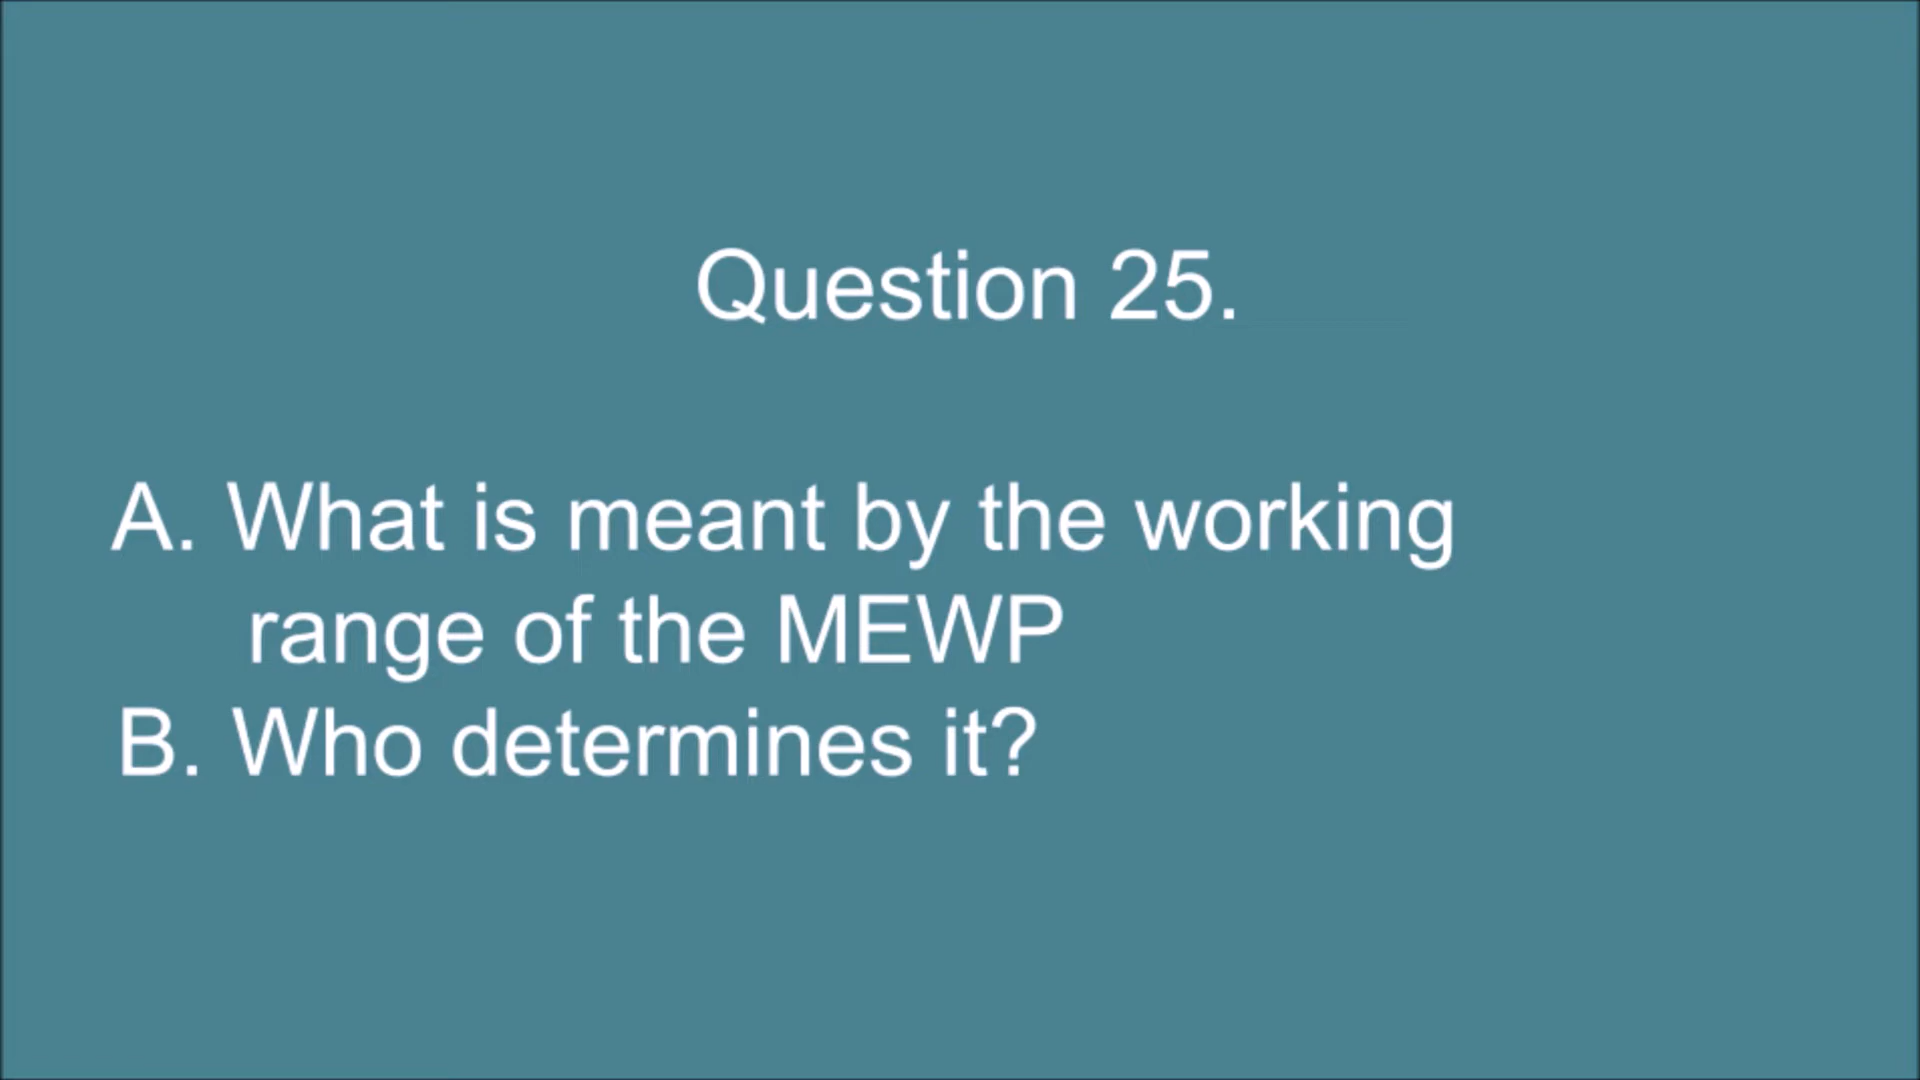 Question 25.
A. What is meant by the working
range of the MEWP
B. Who determines it?